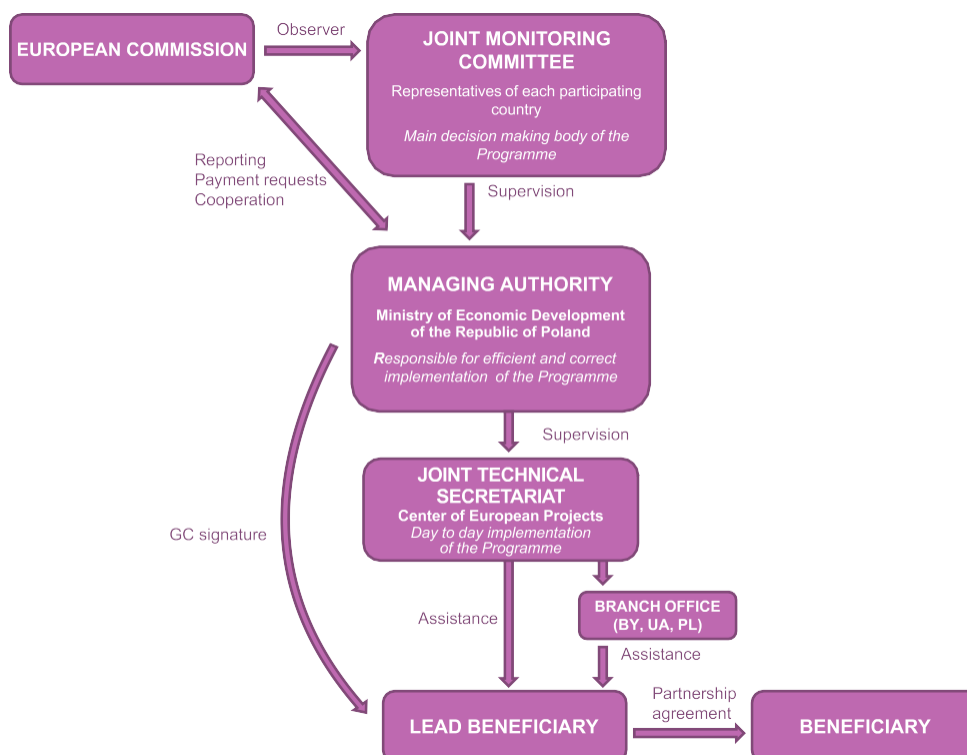 EUROPEAN COMMISSION
Observer
JOINT MONITORING
COMMITTEE
Representatives of each participating
country
Main decision making body of the
Programme
Reporting
Payment requests
Cooperation
Supervision
MANAGING AUTHORITY
Ministry of Economic Development
of the Republic of Poland
Responsible for efficient and correct
implementation of the Programme
Supervision
JOINT TECHNICAL
SECRETARIAT
Center of European Projects
Day to day implementation
of the Programme
GC signature
Assistance
BRANCH OFFICE
(BY, UA, PL)
Assistance
LEAD BENEFICIARY
Partnership
agreement
BENEFICIARY